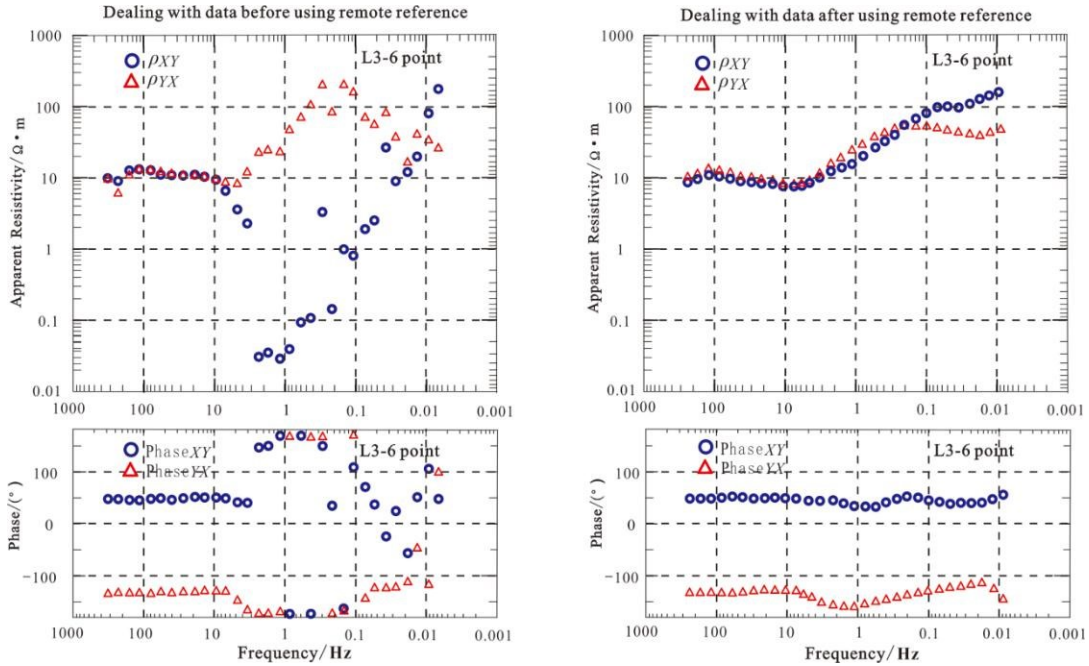 Dealing with data before using remote reference
Dealing with data after using remote reference
1000
100
10
1
0.1
0.01
Apparent Resistivity/ Ω • m
ρXY
ρYX
L3-6 point
1000 100 10 1 0.1 0.01 0.001
1000
100
10
1
0.1
0.01
Apparent Resistivity/ Ω • m
ρXY
ρYX
L3-6 point
1000 100 10 1 0.1 0.01 0.001
100
0
−100
Phase/(°)
PhaseXY
PhaseYX
L3-6 point
1000 100 10 1 0.1 0.01 0.001
Frequency/ Hz
100
0
−100
Phase/(°)
PhaseXY
PhaseYX
L3-6 point
1000 100 10 1 0.1 0.01 0.001
Frequency/ Hz